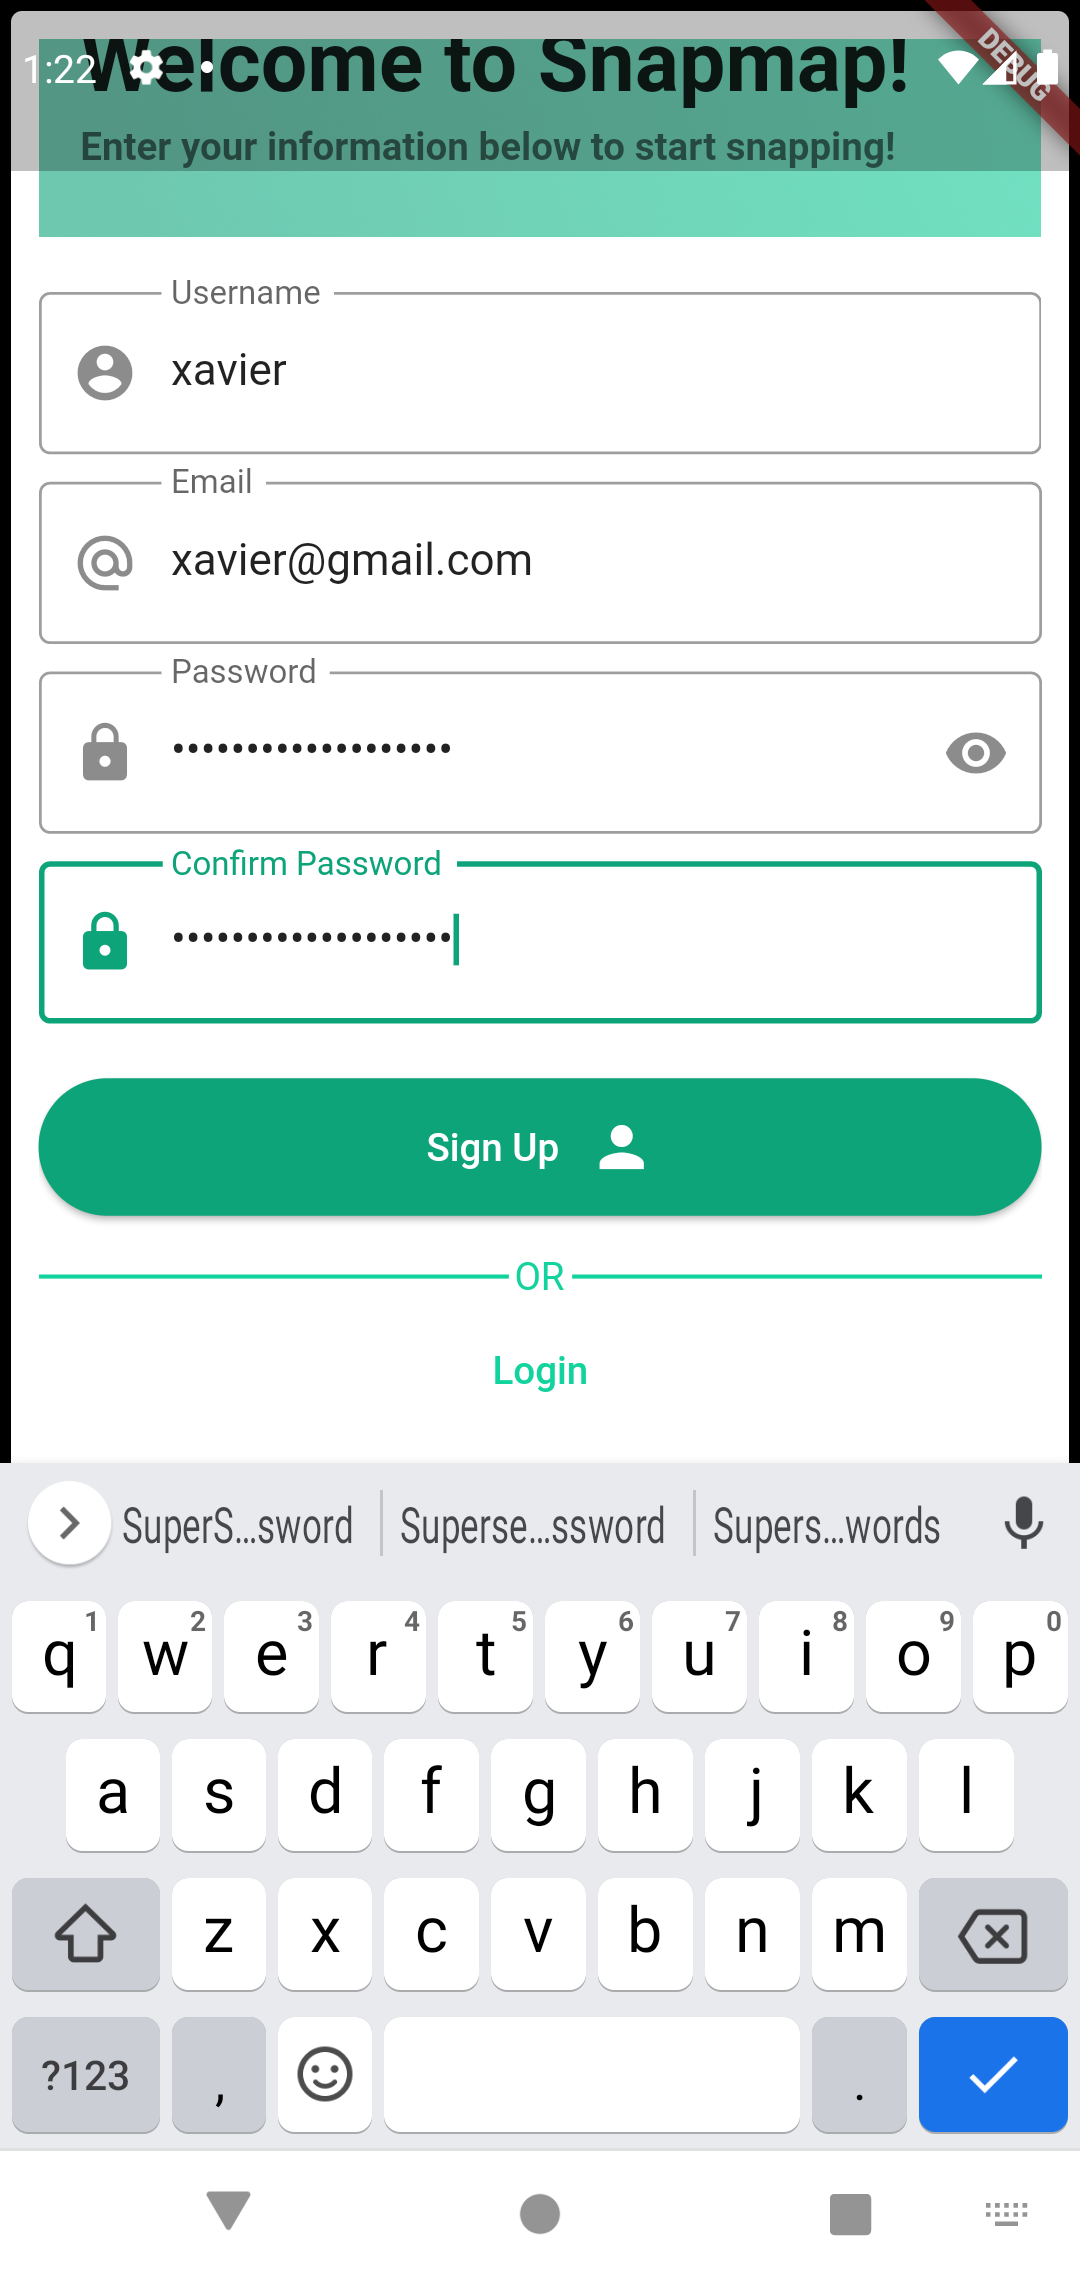 Welcome to Snapmap!
1:22
DEBUG
Enter your information below to start snapping!
Username
xavier
Email
xavier@gmail.com
Password
•••••••••••••••••••
Confirm Password
•••••••••••••••••••
Sign Up
OR
Login
SuperS...sword Superse...ssword Supers...words
1 2 3 4 5 6 7 8 9 0
q w e r t y u i o p
a s d f g h j k l
z x c v b n m
?123 , .